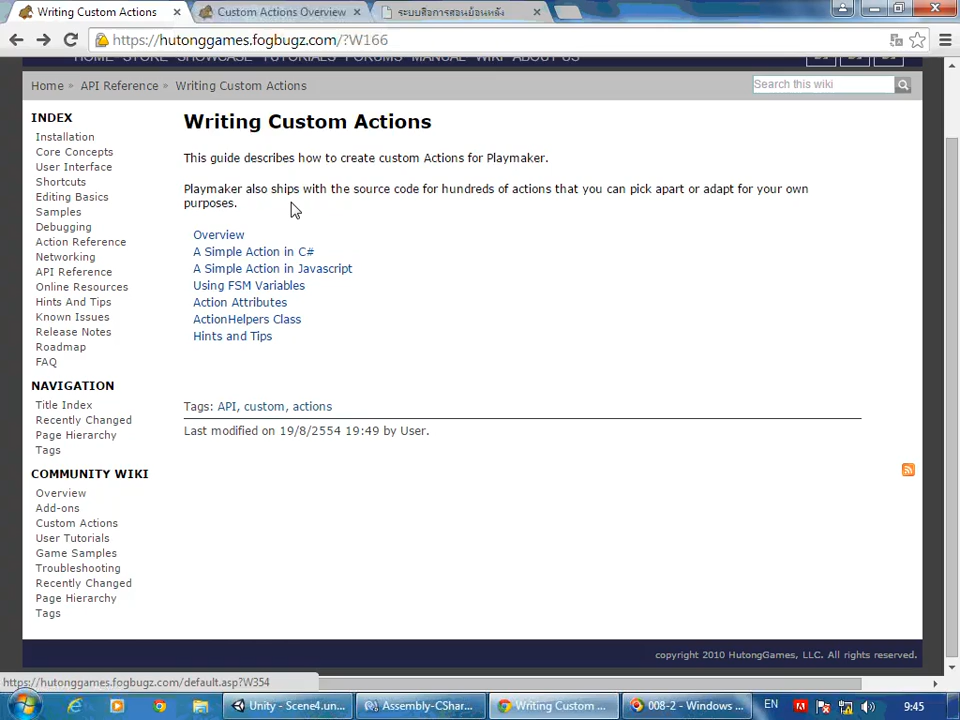 Writing Custom Actions
Custom Actions Overview
ระบบสื่อการสอนย้อนหลัง
https://hutonggames.fogbugz.com/?W166
HOME STORE SHOWCASE TUTORIALS FORUMS MANUAL WIKI ABOUT US
Home » API Reference » Writing Custom Actions
Search this wiki
INDEX
Installation
Core Concepts
User Interface
Shortcuts
Editing Basics
Samples
Debugging
Action Reference
Networking
API Reference
Online Resources
Hints And Tips
Known Issues
Release Notes
Roadmap
FAQ
NAVIGATION
Title Index
Recently Changed
Page Hierarchy
Tags
COMMUNITY WIKI
Overview
Add-ons
Custom Actions
User Tutorials
Game Samples
Troubleshooting
Recently Changed
Page Hierarchy
Tags
Writing Custom Actions
This guide describes how to create custom Actions for Playmaker.
Playmaker also ships with the source code for hundreds of actions that you can pick apart or adapt for your own
purposes.
Overview
A Simple Action in C#
A Simple Action in Javascript
Using FSM Variables
Action Attributes
ActionHelpers Class
Hints and Tips
Tags: API, custom, actions
Last modified on 19/8/2554 19:49 by User.
copyright 2010 HutongGames, LLC. All rights reserved.
https://hutonggames.fogbugz.com/default.asp?W354
Unity - Scene4.un...
Assembly-CShar...
Writing Custom ...
008-2 - Windows ...
EN
9:45